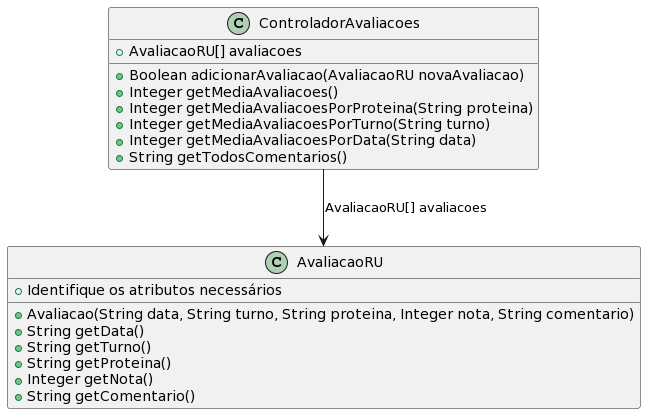 C ControladorAvaliacoes
AvaliacaoRU[] avaliacoes
Boolean adicionarAvaliacao(AvaliacaoRU novaAvaliacao)
Integer getMediaAvaliacoes()
Integer getMediaAvaliacoesPorProteina(String proteina)
Integer getMediaAvaliacoesPorTurno(String turno)
Integer getMediaAvaliacoesPorData(String data)
String getTodosComentarios()
AvaliacaoRU[] avaliacoes
C AvaliacaoRU
Identifique os atributos necessários
Avaliacao(String data, String turno, String proteina, Integer nota, String comentario)
String getData()
String getTurno()
String getProteina()
Integer getNota()
String getComentario()